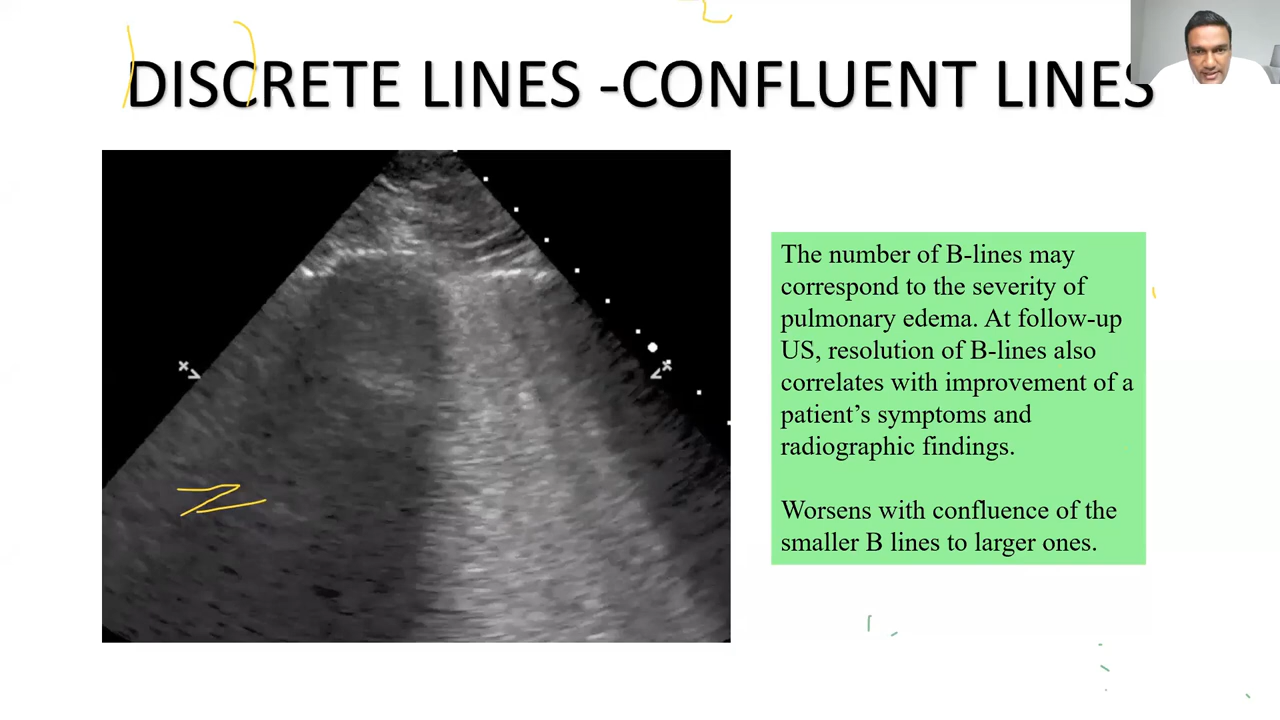 DISCRETE LINES -CONFLUENT LINES
The number of B-lines may
correspond to the severity of
pulmonary edema. At follow-up
US, resolution of B-lines also
correlates with improvement of a
patient’s symptoms and
radiographic findings.
Worsens with confluence of the
smaller B lines to larger ones.